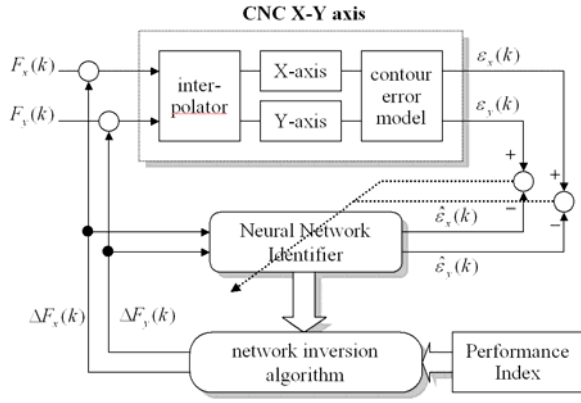 CNC X-Y axis
F_x(k)
F_y(k)
inter-
polator
X-axis
Y-axis
contour
error
model
ε_x(k)
ε_y(k)
+
+
−
−
Neural Network
Identifier
ε̂_x(k)
ε̂_y(k)
ΔF_x(k)
ΔF_y(k)
network inversion
algorithm
Performance
Index